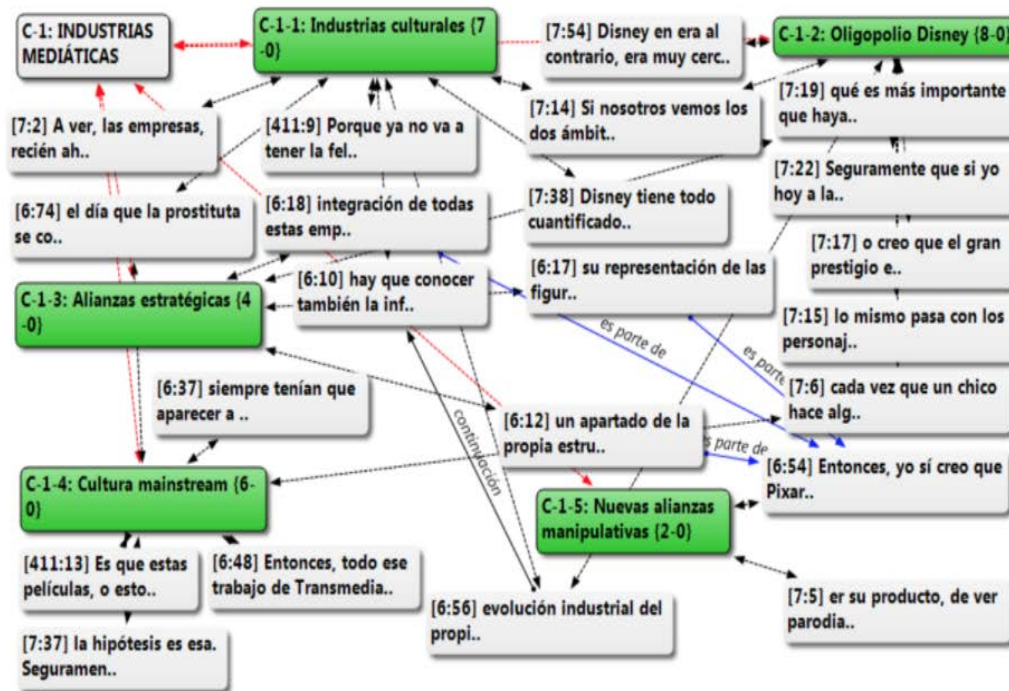 C-1: INDUSTRIAS
MEDIÁTICAS
C-1-1: Industrias culturales {7
-0}
[7:54] Disney en era al
contrario, era muy cerc..
C-1-2: Oligopolio Disney {8-0}
[7:2] A ver, las empresas,
recién ah..
[411:9] Porque ya no va a
tener la fel..
[7:14] Si nosotros vemos los
dos ámbit..
[7:19] qué es más importante
que haya..
[7:22] Seguramente que si yo
hoy a la..
[6:74] el día que la prostituta
se co..
[6:18] integración de todas
estas emp..
[7:38] Disney tiene todo
cuantificado..
[7:17] o creo que el gran
prestigio e..
C-1-3: Alianzas estratégicas {4
-0}
[6:10] hay que conocer
también la inf..
[6:17] su representación de las
figur..
[7:15] lo mismo pasa con los
personaj..
es parte de
es parte
[6:37] siempre tenían que
aparecer a ..
[7:6] cada vez que un chico
hace alg..
continuación
[6:12] un apartado de la
propia estru..
es parte de
[6:54] Entonces, yo sí creo que
Pixar..
C-1-4: Cultura mainstream {6-
0}
C-1-5: Nuevas alianzas
manipulativas {2-0}
[411:13] Es que estas
películas, o esto..
[6:48] Entonces, todo ese
trabajo de Transmedia..
[6:56] evolución industrial del
propi..
[7:5] er su producto, de ver
parodia..
[7:37] la hipótesis es esa.
Seguramen..